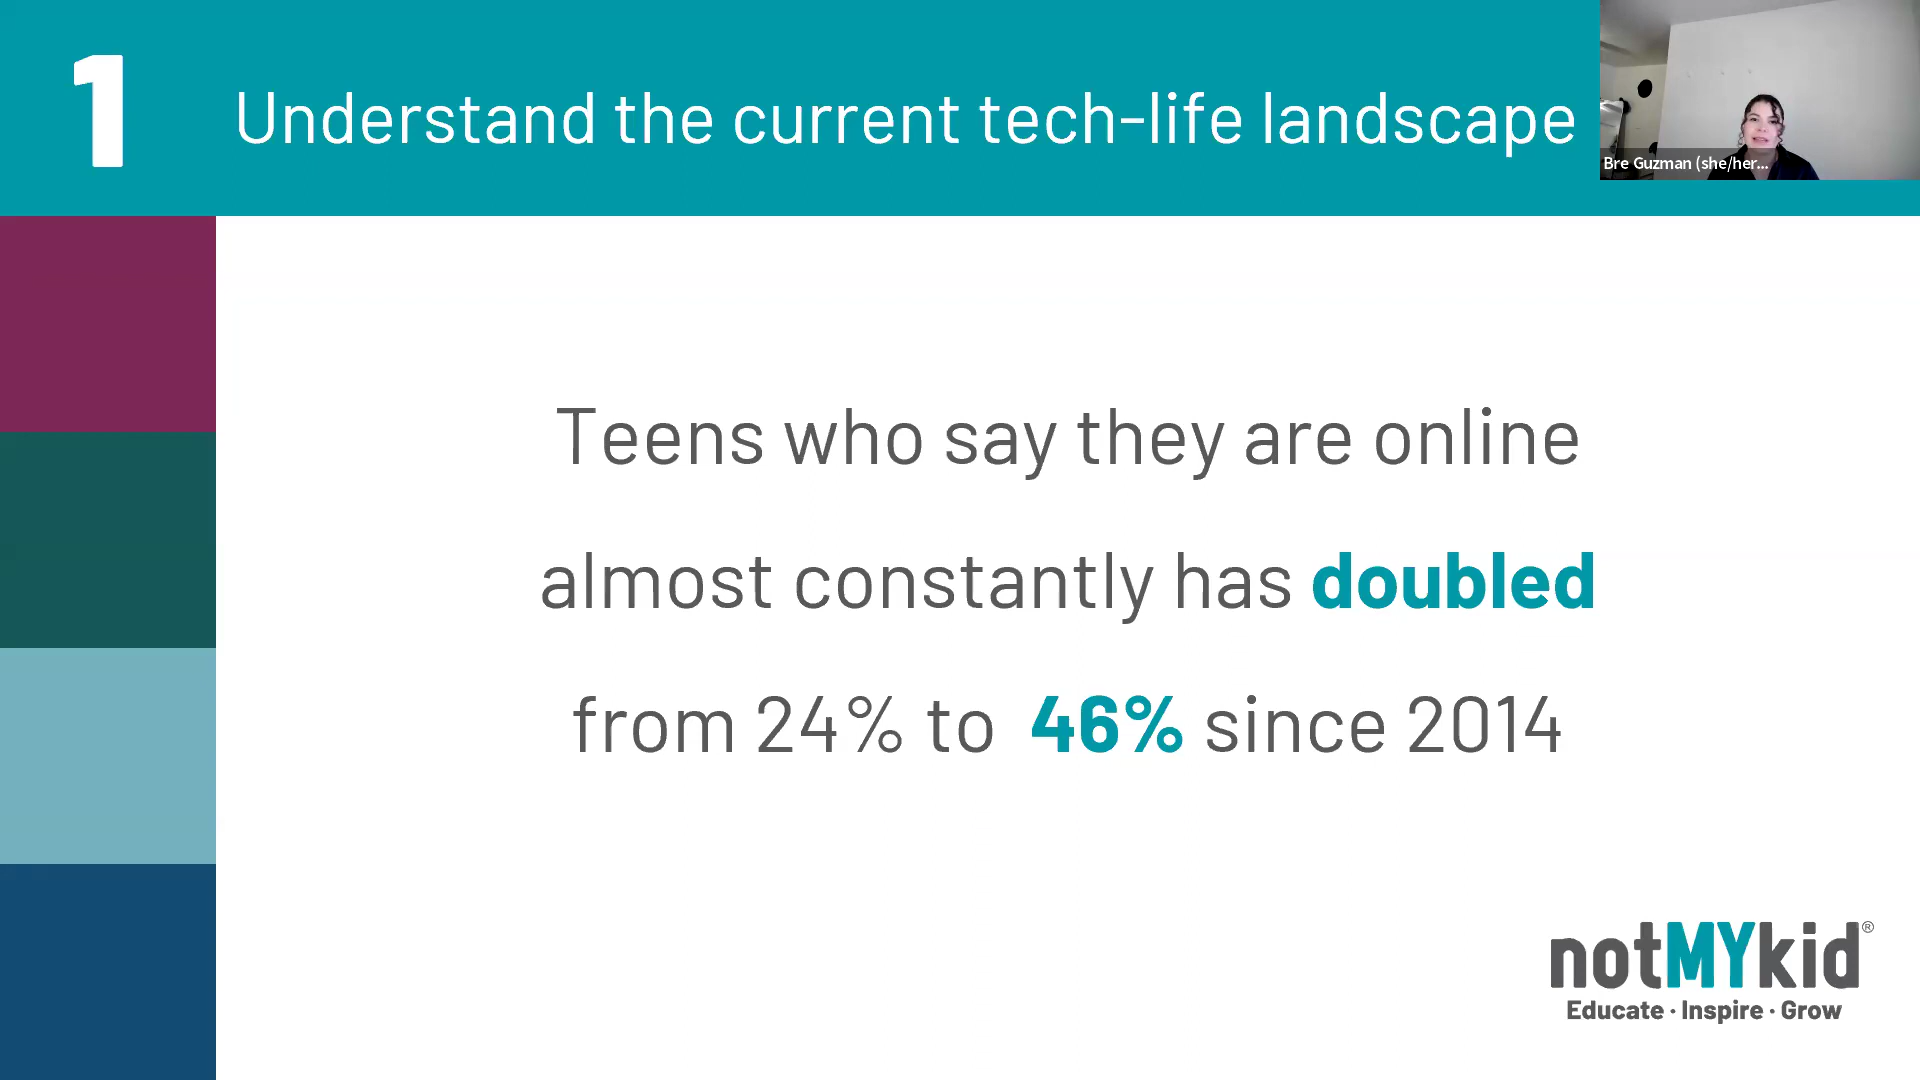 1
Understand the current tech-life landscape
Bre Guzman (she/her...
Teens who say they are online
almost constantly has doubled
from 24% to 46% since 2014
notMYkid®
Educate · Inspire · Grow